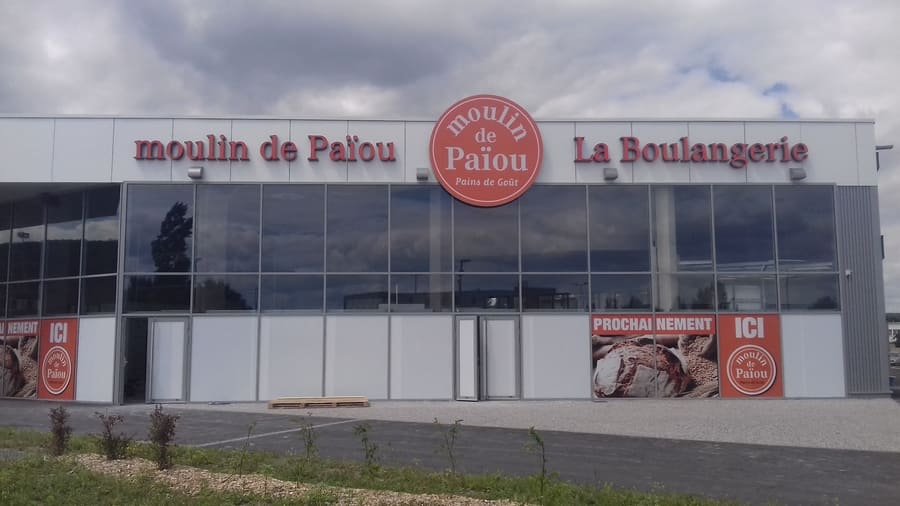 moulin de Païou
moulin
de
Païou
Pains de Goût
La Boulangerie
NEMENT
ICI
moulin
de
Païou
PROCHAINEMENT
ICI
moulin
de
Païou